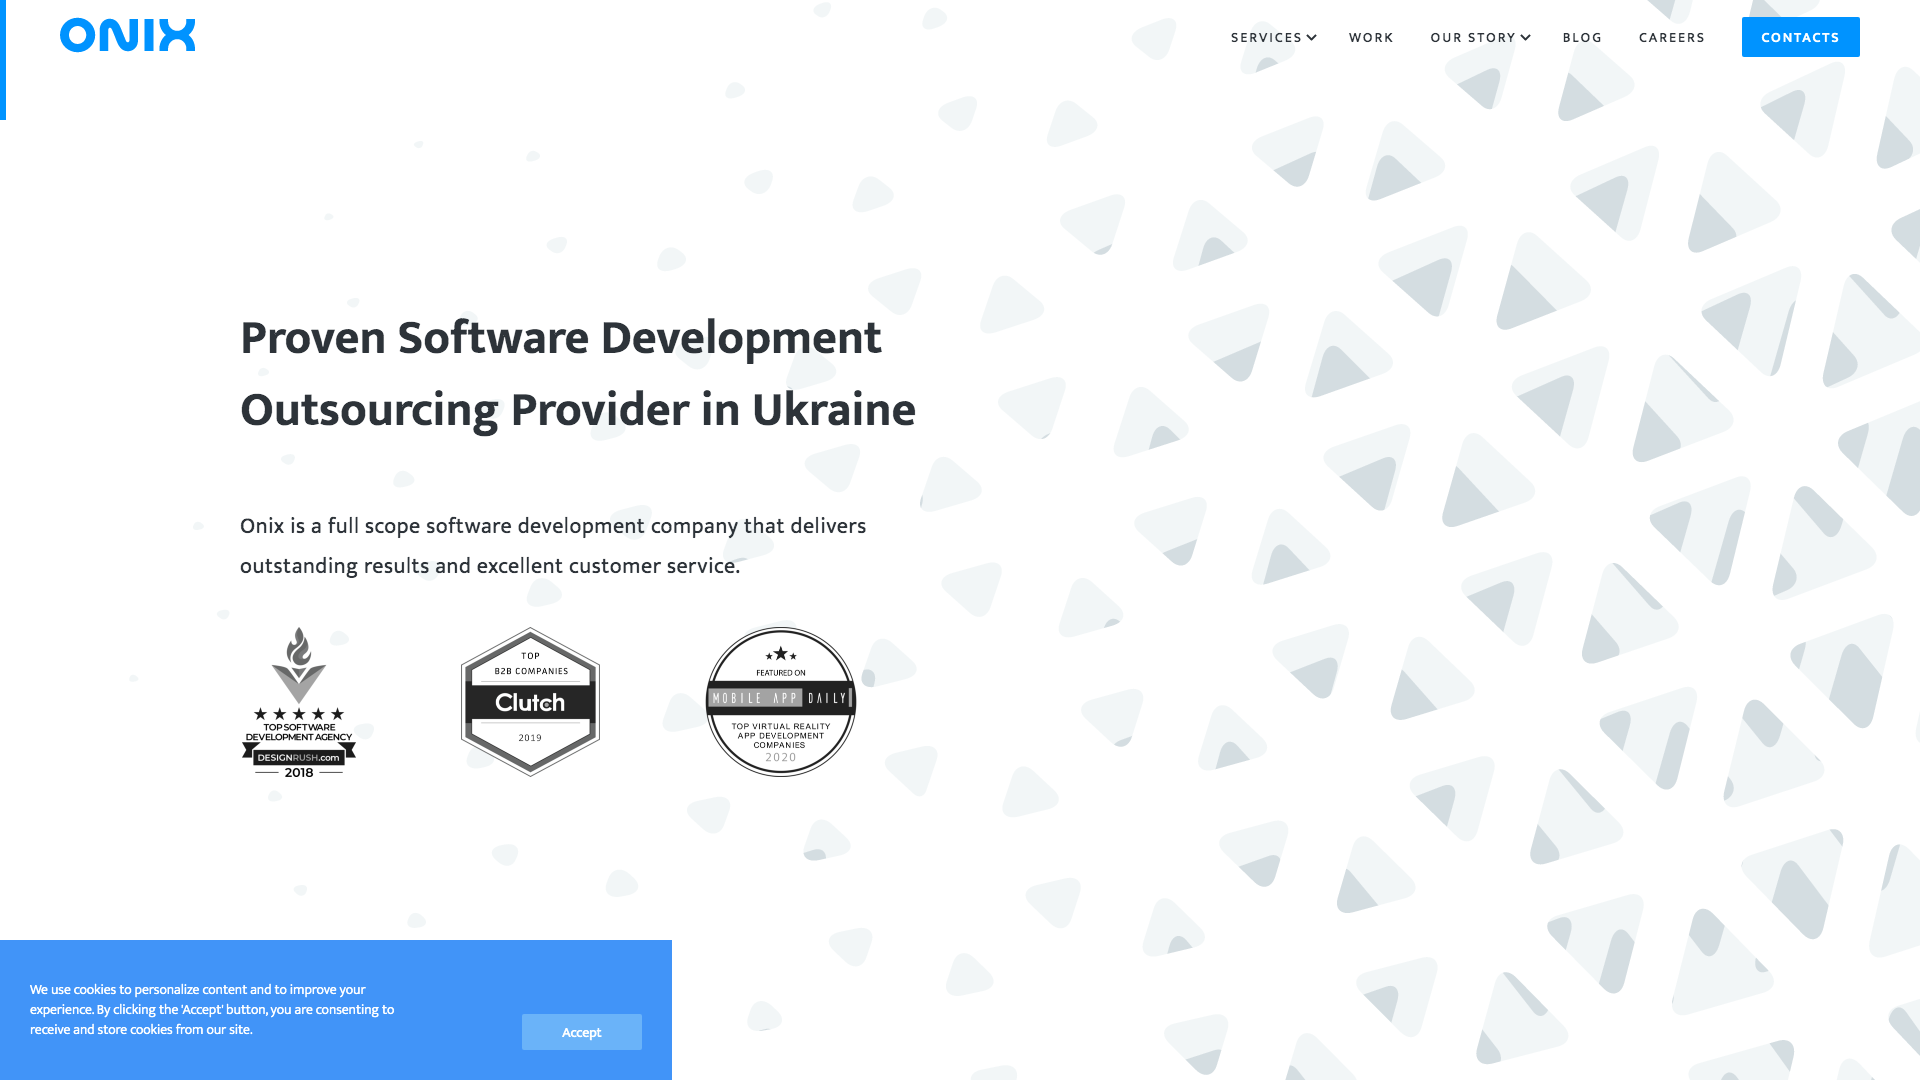 ONIX
SERVICES
WORK
OUR STORY
BLOG
CAREERS
CONTACTS
Proven Software Development
Outsourcing Provider in Ukraine
Onix is a full scope software development company that delivers
outstanding results and excellent customer service.
TOP SOFTWARE
DEVELOPMENT AGENCY
DESIGNRUSH.com
2018
TOP
B2B COMPANIES
Clutch
2019
FEATURED ON
MOBILE APP DAILY
TOP VIRTUAL REALITY
APP DEVELOPMENT
COMPANIES
2020
We use cookies to personalize content and to improve your
experience. By clicking the 'Accept' button, you are consenting to
receive and store cookies from our site.
Accept